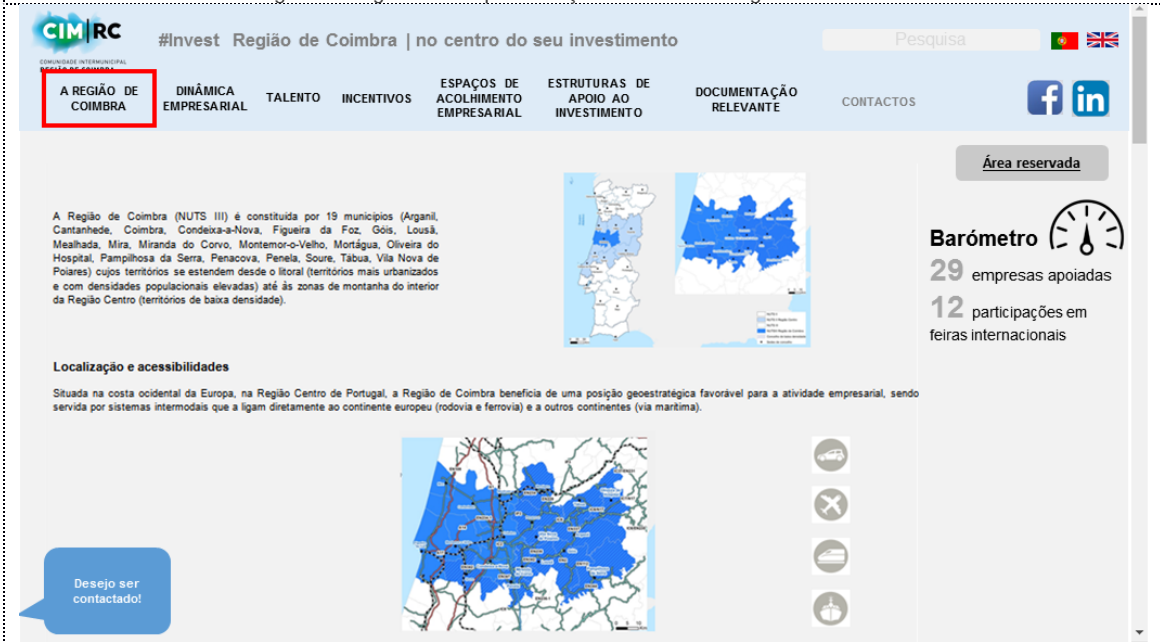 CIM|RC
COMUNIDADE INTERMUNICIPAL
REGIÃO DE COIMBRA
#Invest Região de Coimbra | no centro do seu investimento
Pesquisa
A REGIÃO DE
COIMBRA
DINÂMICA
EMPRESARIAL
TALENTO
INCENTIVOS
ESPAÇOS DE
ACOLHIMENTO
EMPRESARIAL
ESTRUTURAS DE
APOIO AO
INVESTIMENTO
DOCUMENTAÇÃO
RELEVANTE
CONTACTOS
f
in
Área reservada
A Região de Coimbra (NUTS III) é constituída por 19 municípios (Arganil,
Cantanhede, Coimbra, Condeixa-a-Nova, Figueira da Foz, Góis, Lousã,
Mealhada, Mira, Miranda do Corvo, Montemor-o-Velho, Mortágua, Oliveira do
Hospital, Pampilhosa da Serra, Penacova, Penela, Soure, Tábua, Vila Nova de
Poiares) cujos territórios se estendem desde o litoral (territórios mais urbanizados
e com densidades populacionais elevadas) até às zonas de montanha do interior
da Região Centro (territórios de baixa densidade).
Barómetro
29 empresas apoiadas
12 participações em
feiras internacionais
Localização e acessibilidades
Situada na costa ocidental da Europa, na Região Centro de Portugal, a Região de Coimbra beneficia de uma posição geoestratégica favorável para a atividade empresarial, sendo
servida por sistemas intermodais que a ligam diretamente ao continente europeu (rodovia e ferrovia) e a outros continentes (via marítima).
Desejo ser
contactado!